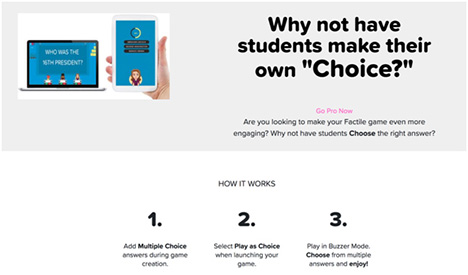 WHO WAS THE
16TH PRESIDENT?
Why not have
students make their
own "Choice?"
Go Pro Now
Are you looking to make your Factile game even more
engaging? Why not have students Choose the right answer?
HOW IT WORKS
1.
Add Multiple Choice
answers during game
creation.
2.
Select Play as Choice
when launching your
game.
3.
Play in Buzzer Mode.
Choose from multiple
answers and enjoy!